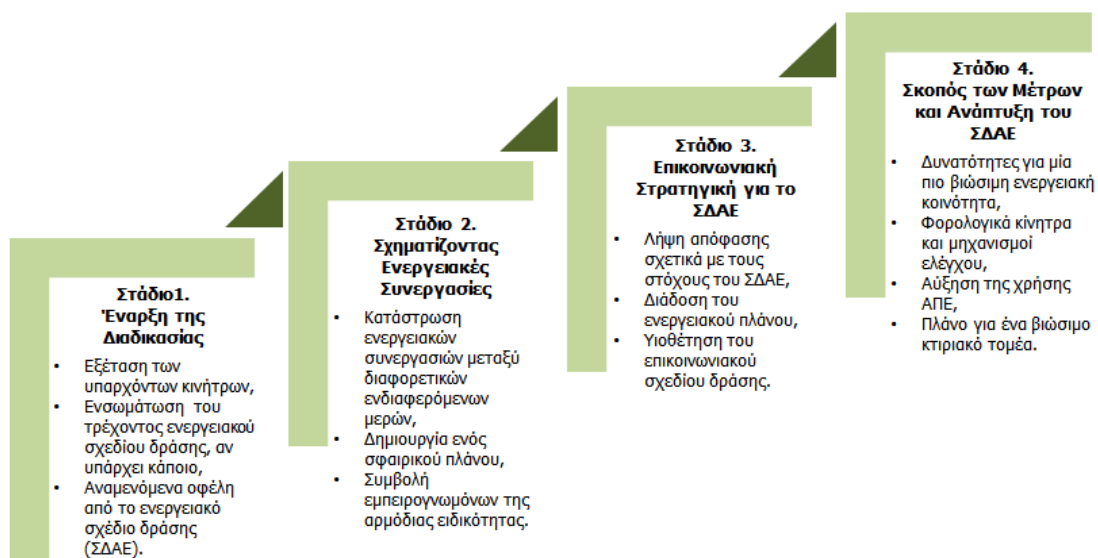 Στάδιο1.
Έναρξη της
Διαδικασίας
• Εξέταση των
υπαρχόντων κινήτρων,
• Ενσωμάτωση του
τρέχοντος ενεργειακού
σχεδίου δράσης, αν
υπάρχει κάποιο,
• Αναμενόμενα οφέλη
από το ενεργειακό
σχέδιο δράσης
(ΣΔΑΕ).
Στάδιο 2.
Σχηματίζοντας
Ενεργειακές
Συνεργασίες
• Κατάστρωση
ενεργειακών
συνεργασιών μεταξύ
διαφορετικών
ενδιαφερόμενων
μερών,
• Δημιουργία ενός
σφαιρικού πλάνου,
• Συμβολή
εμπειρογνωμόνων της
αρμόδιας ειδικότητας.
Στάδιο 3.
Επικοινωνιακή
Στρατηγική για το
ΣΔΑΕ
• Λήψη απόφασης
σχετικά με τους
στόχους του ΣΔΑΕ,
• Διάδοση του
ενεργειακού πλάνου,
• Υιοθέτηση του
επικοινωνιακού
σχεδίου δράσης.
Στάδιο 4.
Σκοπός των Μέτρων
και Ανάπτυξη του
ΣΔΑΕ
• Δυνατότητες για μία
πιο βιώσιμη ενεργειακή
κοινότητα,
• Φορολογικά κίνητρα
και μηχανισμοί
ελέγχου,
• Αύξηση της χρήσης
ΑΠΕ,
• Πλάνο για ένα βιώσιμο
κτιριακό τομέα.